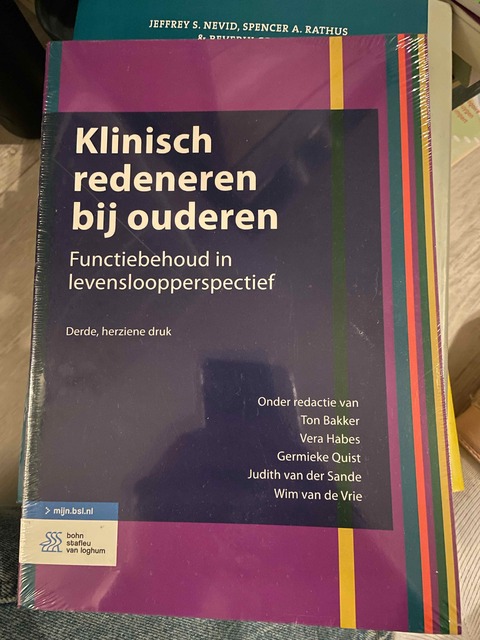 JEFFREY S. NEVID, SPENCER A. RATHUS
Klinisch
redeneren
bij ouderen
Functiebehoud in
levensloopperspectief
Derde, herziene druk
Onder redactie van
Ton Bakker
Vera Habes
Germieke Quist
Judith van der Sande
Wim van de Vrie
> mijn.bsl.nl
bohn
stafleu
van loghum